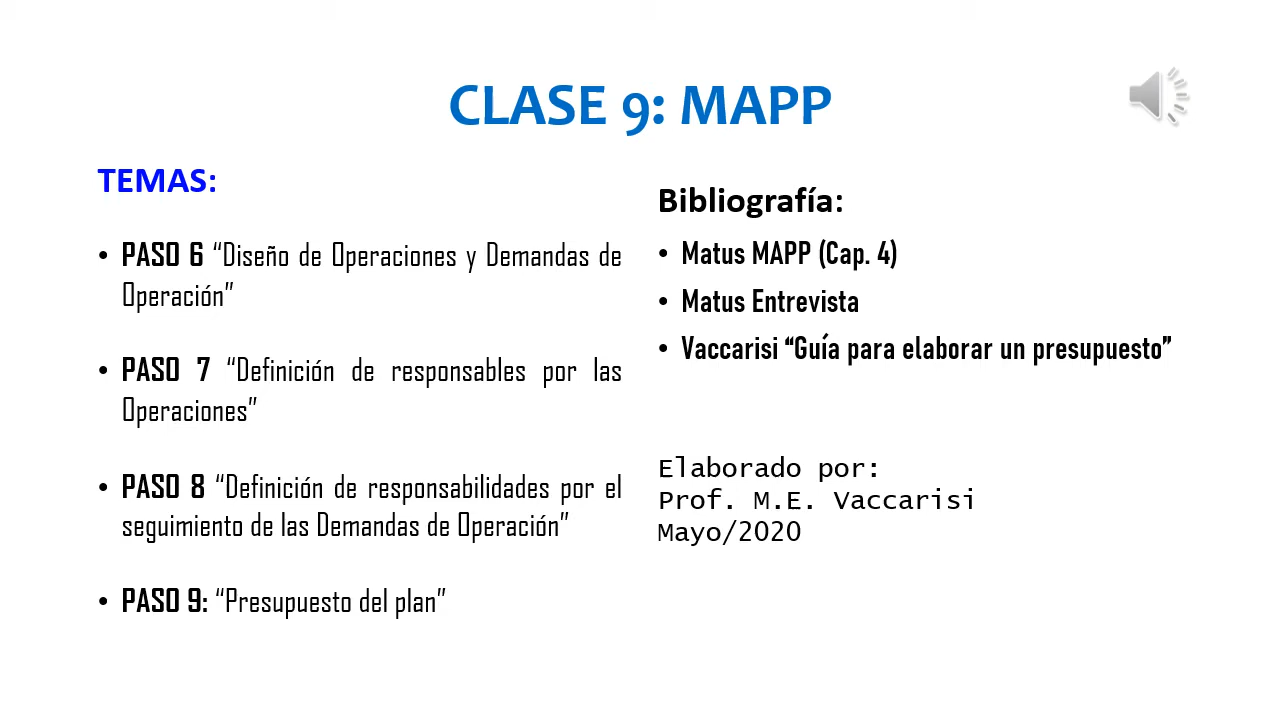 CLASE 9: MAPP
TEMAS:
• PASO 6 “Diseño de Operaciones y Demandas de
Operación”
• PASO 7 “Definición de responsables por las
Operaciones”
• PASO 8 “Definición de responsabilidades por el
seguimiento de las Demandas de Operación”
• PASO 9: “Presupuesto del plan”
Bibliografía:
• Matus MAPP (Cap. 4)
• Matus Entrevista
• Vaccarisi “Guía para elaborar un presupuesto”
Elaborado por:
Prof. M.E. Vaccarisi
Mayo/2020